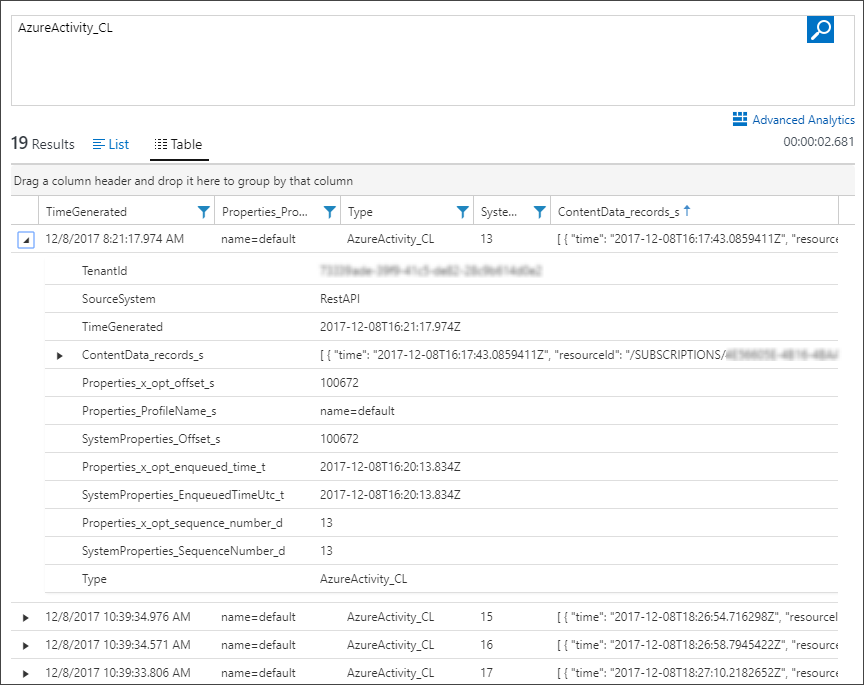 AzureActivity_CL
Advanced Analytics
19 Results List Table 00:00:02.681
Drag a column header and drop it here to group by that column
TimeGenerated Properties_Pro... Type Syste... ContentData_records_s
12/8/2017 8:21:17.974 AM name=default AzureActivity_CL 13 [ { "time": "2017-12-08T16:17:43.0859411Z", "resource
TenantId
SourceSystem RestAPI
TimeGenerated 2017-12-08T16:21:17.974Z
ContentData_records_s [ { "time": "2017-12-08T16:17:43.0859411Z", "resourceId": "/SUBSCRIPTIONS/
Properties_x_opt_offset_s 100672
Properties_ProfileName_s name=default
SystemProperties_Offset_s 100672
Properties_x_opt_enqueued_time_t 2017-12-08T16:20:13.834Z
SystemProperties_EnqueuedTimeUtc_t 2017-12-08T16:20:13.834Z
Properties_x_opt_sequence_number_d 13
SystemProperties_SequenceNumber_d 13
Type AzureActivity_CL
12/8/2017 10:39:34.976 AM name=default AzureActivity_CL 15 [ { "time": "2017-12-08T18:26:54.716298Z", "resourceI
12/8/2017 10:39:34.571 AM name=default AzureActivity_CL 16 [ { "time": "2017-12-08T18:26:58.7945422Z", "resource
12/8/2017 10:39:33.806 AM name=default AzureActivity_CL 17 [ { "time": "2017-12-08T18:27:10.2182652Z", "resource